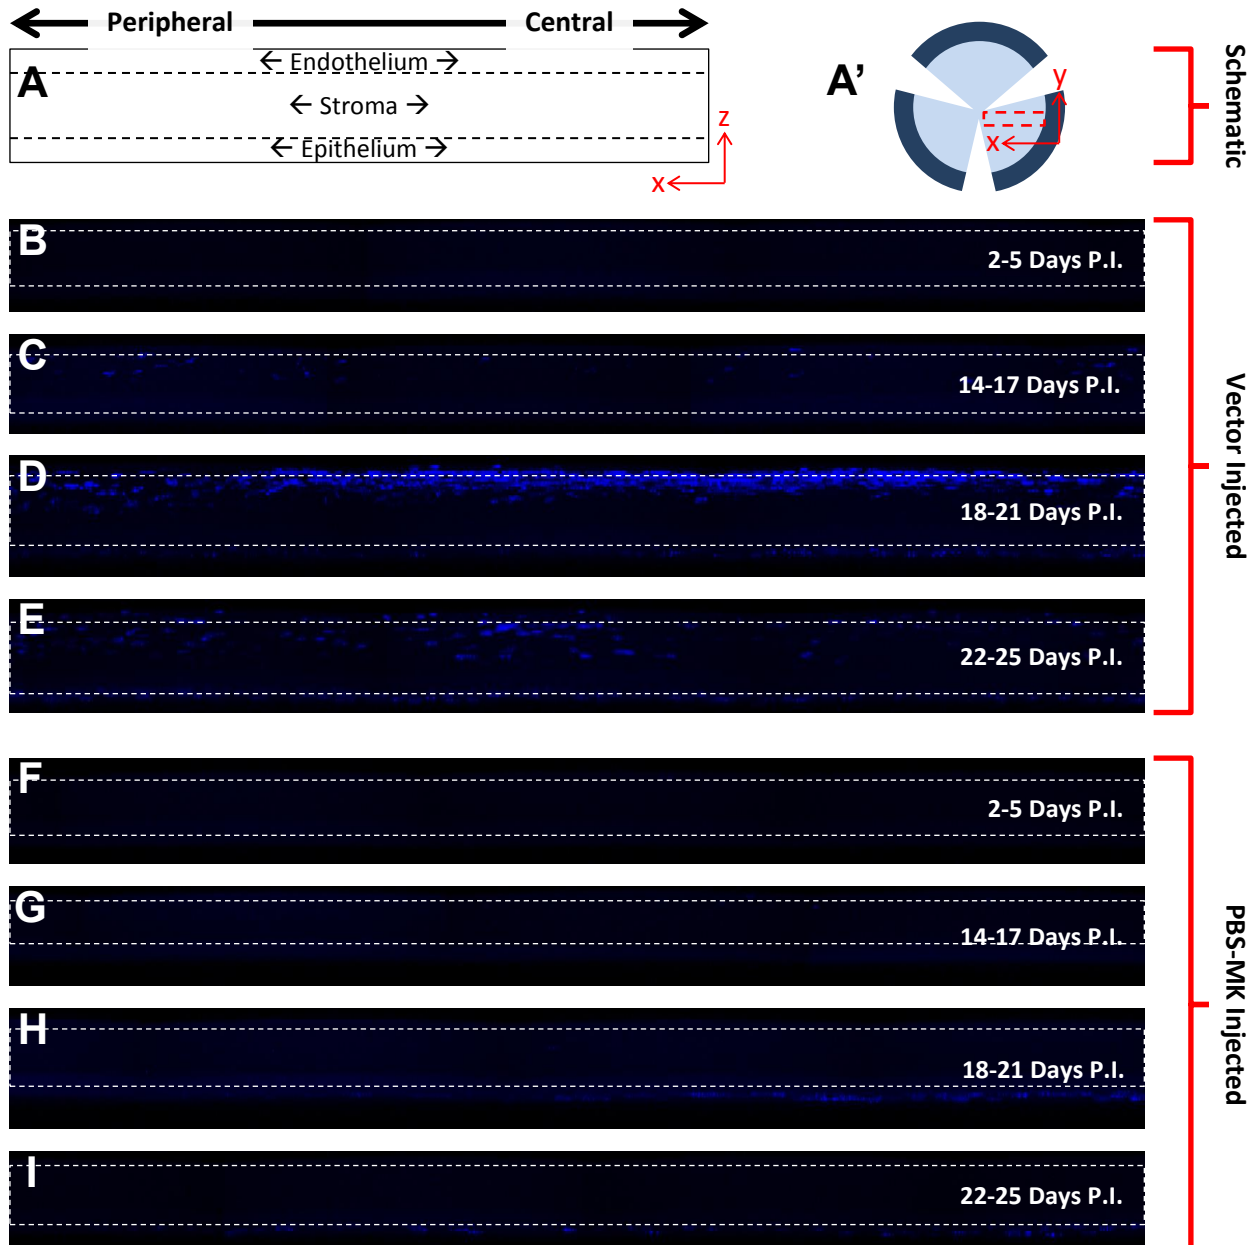 Peripheral Central
A
← Endothelium →
← Stroma →
← Epithelium →
z
x
A’
y
x
Schematic
B
2-5 Days P.I.
C
14-17 Days P.I.
D
18-21 Days P.I.
E
22-25 Days P.I.
Vector Injected
F
2-5 Days P.I.
G
14-17 Days P.I.
H
18-21 Days P.I.
I
22-25 Days P.I.
PBS-MK Injected